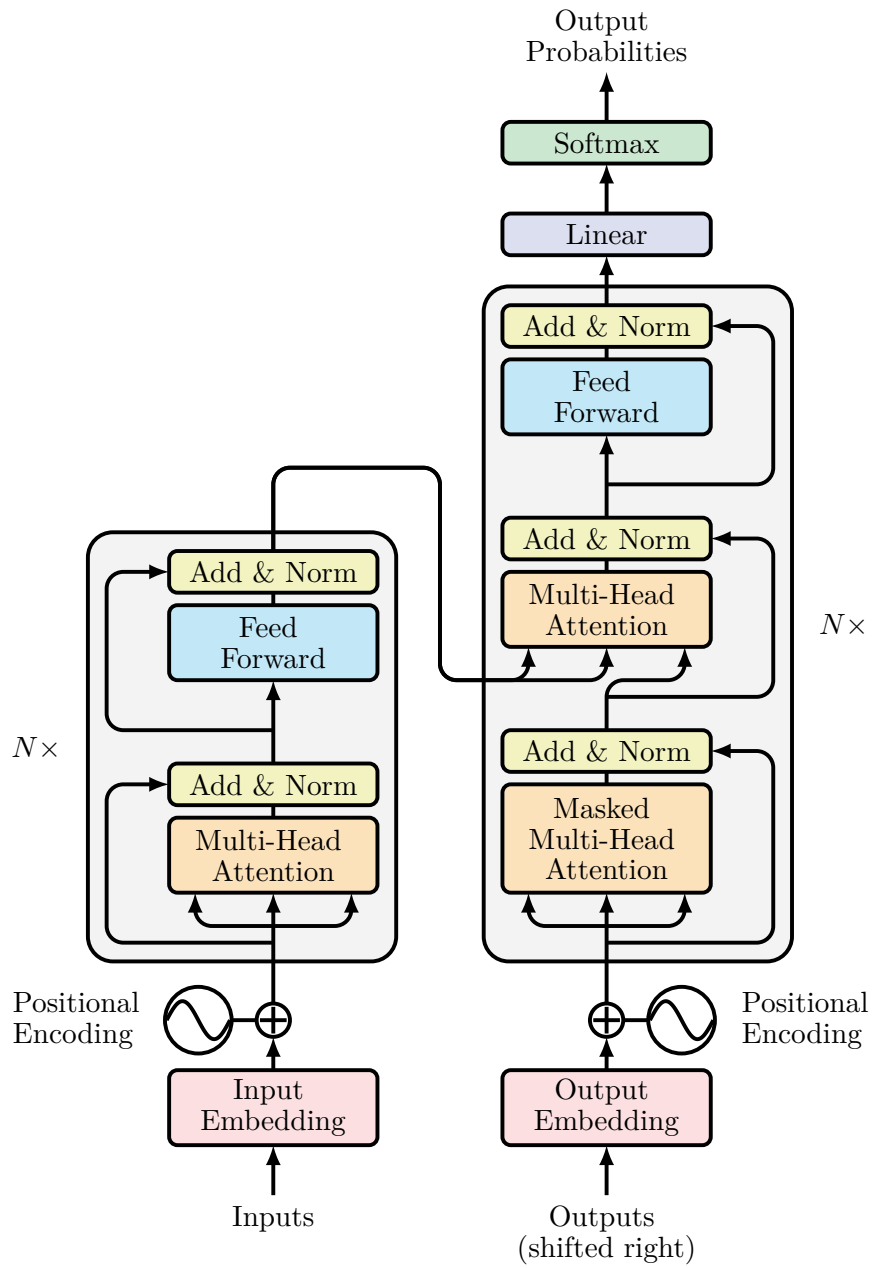 Output
Probabilities
Softmax
Linear
Add & Norm
Feed
Forward
Add & Norm
Multi-Head
Attention
N×
Add & Norm
Masked
Multi-Head
Attention
Add & Norm
Feed
Forward
N×
Add & Norm
Multi-Head
Attention
Positional
Encoding
Positional
Encoding
Input
Embedding
Output
Embedding
Inputs
Outputs
(shifted right)